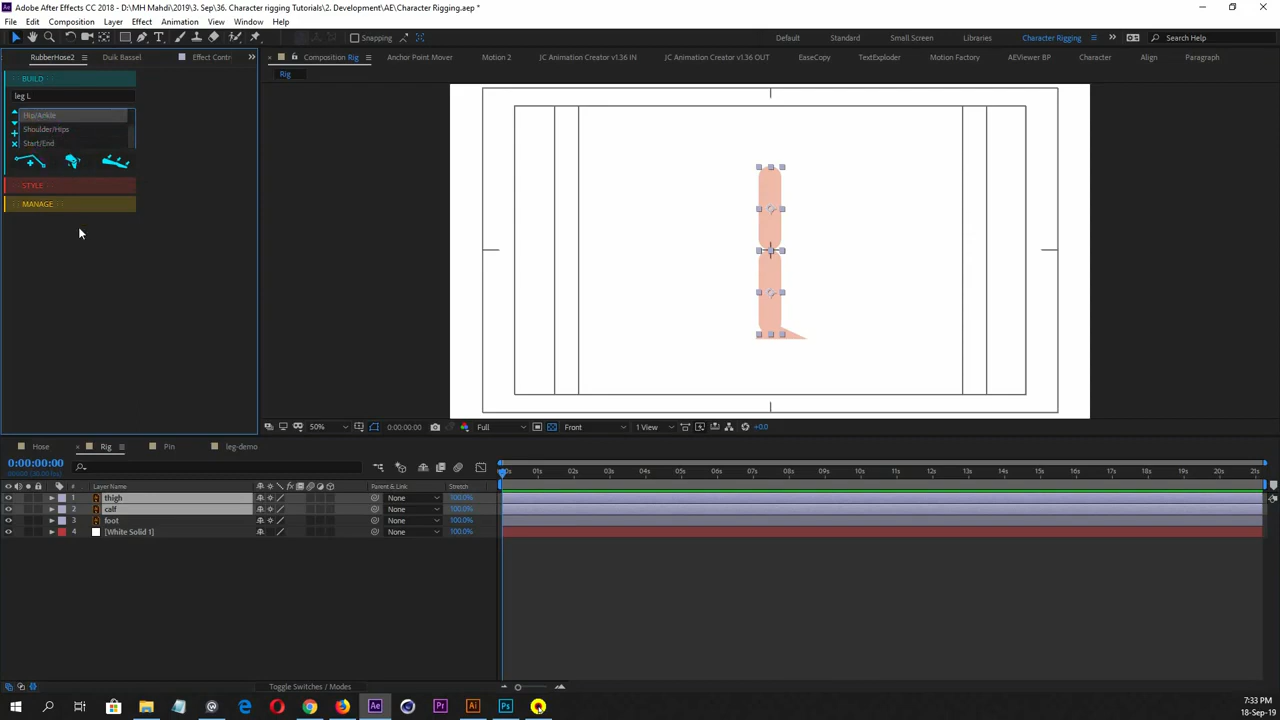 Adobe After Effects CC 2018 - D:\MH Mahdi\2019\3. Sep\36. Character rigging Tutorials\2. Development\AE\Character Rigging.aep *
File Edit Composition Layer Effect Animation View Window Help
Snapping Default Standard Small Screen Libraries Character Rigging Search Help
RubberHose2 Duik Bassel Effect Contr Composition Rig Anchor Point Mover Motion 2 JC Animation Creator v1.36 IN JC Animation Creator v1.36 OUT EaseCopy TextExploder Motion Factory AEViewer BP Character Align Paragraph
Rig
BUILD
leg L
Hip/Ankle
Shoulder/Hips
Start/End
STYLE
MANAGE
50% 0:00:00:00 Full Front 1 View +0.0
Hose Rig Pin leg-demo
0:00:00:00
# Layer Name Parent & Link Stretch
00s 01s 02s 03s 04s 05s 06s 07s 08s 09s 10s 11s 12s 13s 14s 15s 16s 17s 18s 19s 20s 21s
1 thigh None 100.0%
2 calf None 100.0%
3 foot None 100.0%
4 [White Solid 1] None 100.0%
Toggle Switches / Modes
7:33 PM
18-Sep-19